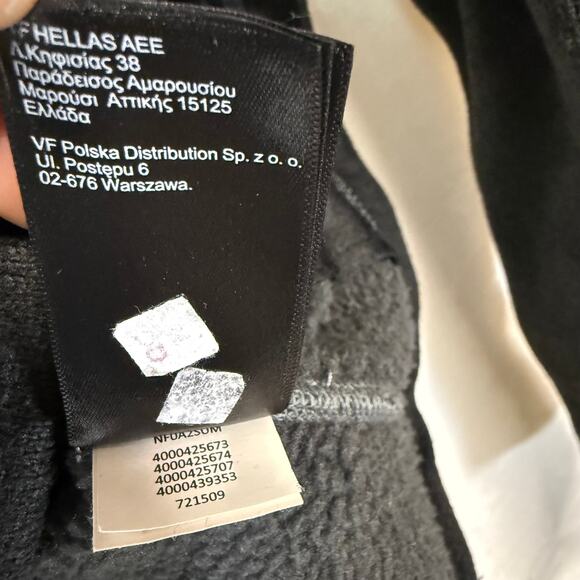 F HELLAS AEE
Λ.Κηφισίας 38
Παράδεισος Αμαρουσίου
Μαρούσι Αττικής 15125
Ελλάδα
VF Polska Distribution Sp. z o. o.
Ul. Postępu 6
02-676 Warszawa.
NF0A2S0M
4000425673
4000425674
4000425707
4000439353
721509